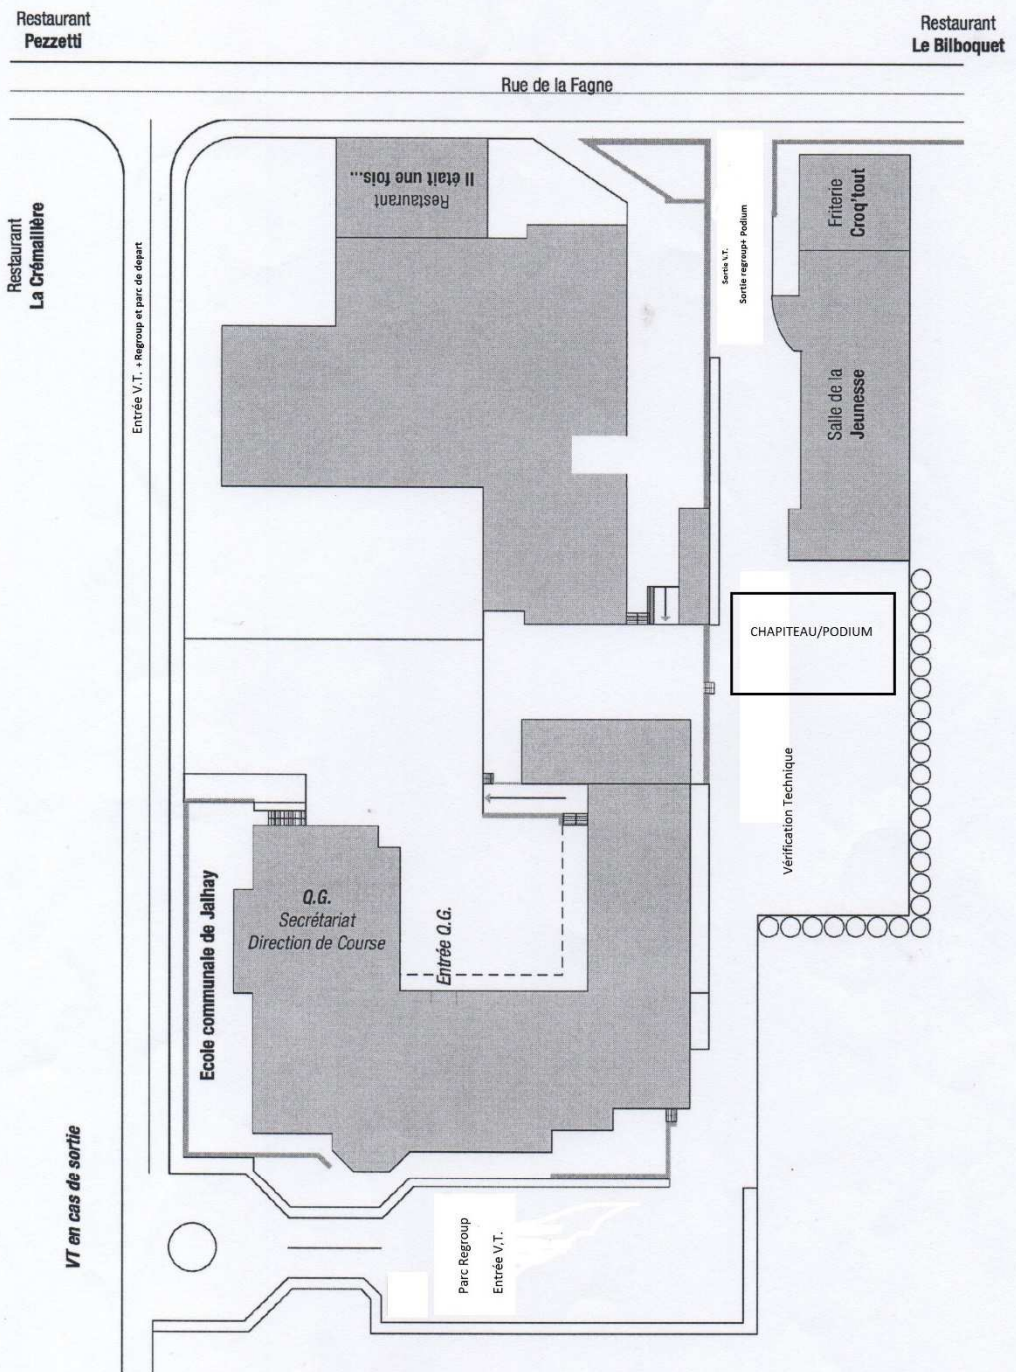 Restaurant
Pezzetti
Restaurant
Le Bilboquet
Rue de la Fagne
Restaurant
La Crémaillère
Entrée V.T. + Regroup et parc de depart
Restaurant
Il était une fois...
Sortie V.T.
Sortie regroup+ Podium
Friterie
Croq'tout
Salle de la
Jeunesse
CHAPITEAU/PODIUM
Vérification Technique
Ecole communale de Jalhay
Q.G.
Secrétariat
Direction de Course
Entrée Q.G.
VT en cas de sortie
Parc Regroup
Entrée V,T.